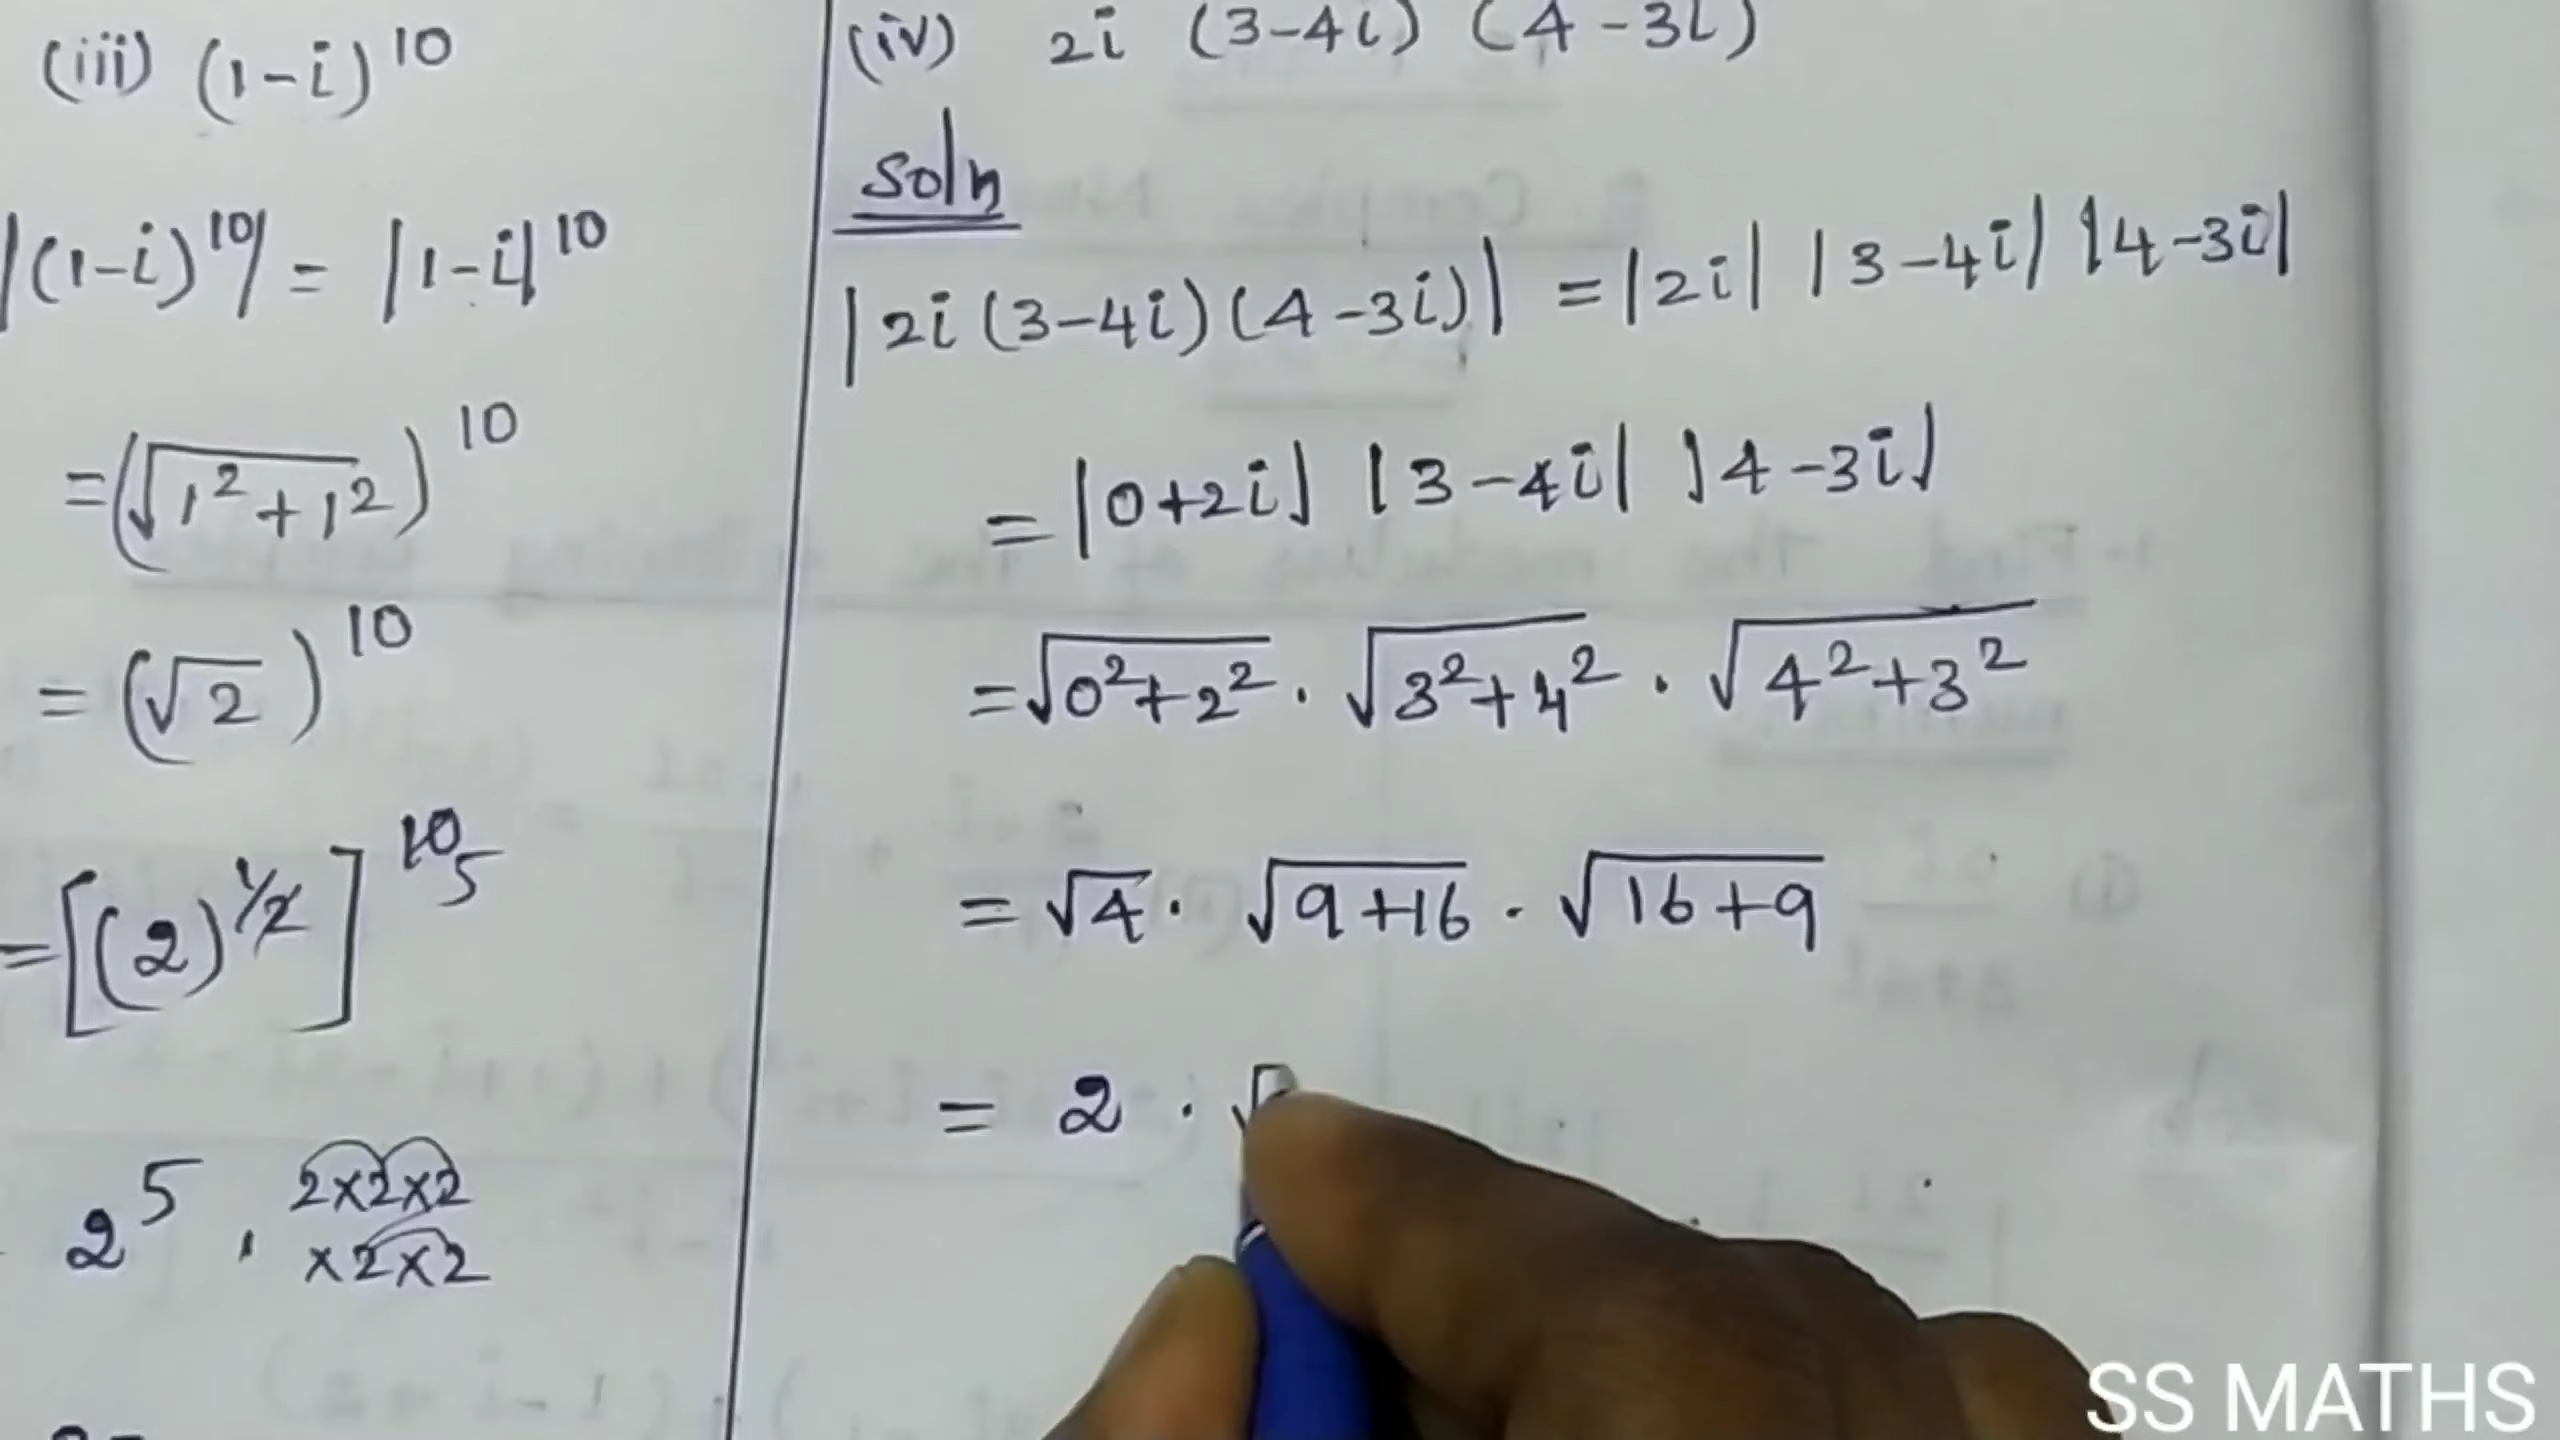 (iii) (1-i)^10
|(1-i)^10| = |1-i|^10
= (√(1²+1²))^10
= (√2)^10
= [(2)^1/2]^10 5
2^5 . 2×2×2
×2×2
(iv) 2i (3-4i) (4-3i)
Soln
|2i(3-4i)(4-3i)| = |2i| |3-4i| |4-3i|
= |0+2i| |3-4i| |4-3i|
= √(0²+2²) . √(3²+4²) . √(4²+3²)
= √4 . √(9+16) . √(16+9)
= 2 . √
SS MATHS